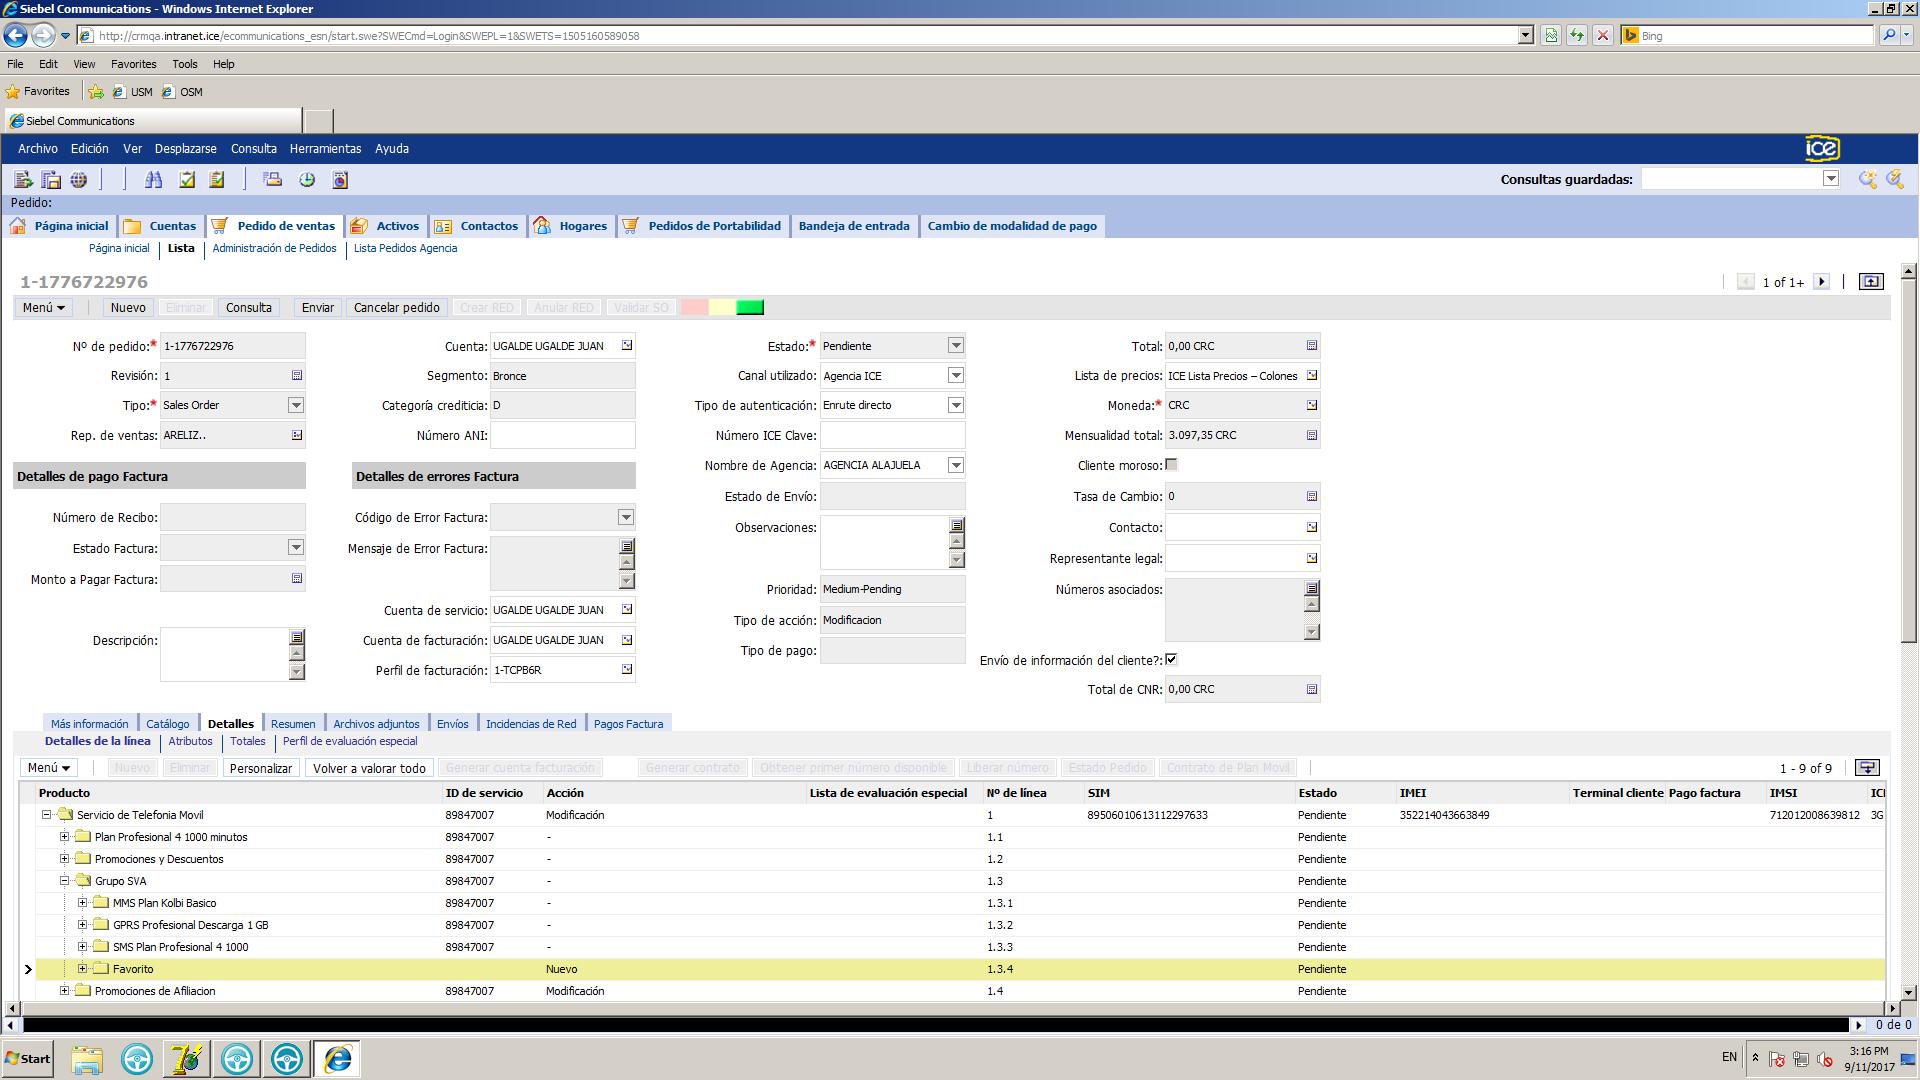 Siebel Communications - Windows Internet Explorer
http://crmqa.intranet.ice/ecommunications_esn/start.swe?SWECmd=Login&SWEPL=1&SWETS=1505160589058
Bing
File Edit View Favorites Tools Help
Favorites USM OSM
Siebel Communications
Archivo Edición Ver Desplazarse Consulta Herramientas Ayuda ice
Consultas guardadas:
Pedido:
Página inicial Cuentas Pedido de ventas Activos Contactos Hogares Pedidos de Portabilidad Bandeja de entrada Cambio de modalidad de pago
Página inicial Lista Administración de Pedidos Lista Pedidos Agencia
1-1776722976 1 of 1+
Menú Nuevo Eliminar Consulta Enviar Cancelar pedido Crear RED Anular RED Validar SO
Nº de pedido:* 1-1776722976 Cuenta: UGALDE UGALDE JUAN Estado:* Pendiente Total: 0,00 CRC
Revisión: 1 Segmento: Bronce Canal utilizado: Agencia ICE Lista de precios: ICE Lista Precios – Colones
Tipo:* Sales Order Categoría crediticia: D Tipo de autenticación: Enrute directo Moneda:* CRC
Rep. de ventas: ARELIZ.. Número ANI: Número ICE Clave: Mensualidad total: 3.097,35 CRC
Detalles de pago Factura Detalles de errores Factura Nombre de Agencia: AGENCIA ALAJUELA Cliente moroso:
Estado de Envío: Tasa de Cambio: 0
Número de Recibo: Código de Error Factura: Observaciones: Contacto:
Estado Factura: Mensaje de Error Factura: Representante legal:
Monto a Pagar Factura: Prioridad: Medium-Pending Números asociados:
Cuenta de servicio: UGALDE UGALDE JUAN Tipo de acción: Modificacion
Descripción: Cuenta de facturación: UGALDE UGALDE JUAN Tipo de pago:
Perfil de facturación: 1-TCPB6R Envío de información del cliente?:
Total de CNR: 0,00 CRC
Más información Catálogo Detalles Resumen Archivos adjuntos Envíos Incidencias de Red Pagos Factura
Detalles de la línea Atributos Totales Perfil de evaluación especial
Menú Nuevo Eliminar Personalizar Volver a valorar todo Generar cuenta facturación Generar contrato Obtener primer número disponible Liberar número Estado Pedido Contrato de Plan Movil 1 - 9 of 9
Producto ID de servicio Acción Lista de evaluación especial Nº de línea SIM Estado IMEI Terminal cliente Pago factura IMSI
Servicio de Telefonia Movil 89847007 Modificación 1 89506010613112297633 Pendiente 352214043663849 712012008639812 3G
Plan Profesional 4 1000 minutos 89847007 - 1.1 Pendiente
Promociones y Descuentos 89847007 - 1.2 Pendiente
Grupo SVA 89847007 - 1.3 Pendiente
MMS Plan Kolbi Basico 89847007 - 1.3.1 Pendiente
GPRS Profesional Descarga 1 GB 89847007 - 1.3.2 Pendiente
SMS Plan Profesional 4 1000 89847007 - 1.3.3 Pendiente
Favorito Nuevo 1.3.4 Pendiente
Promociones de Afiliacion 89847007 Modificación 1.4 Pendiente
0 de 0
Start EN 3:16 PM
9/11/2017